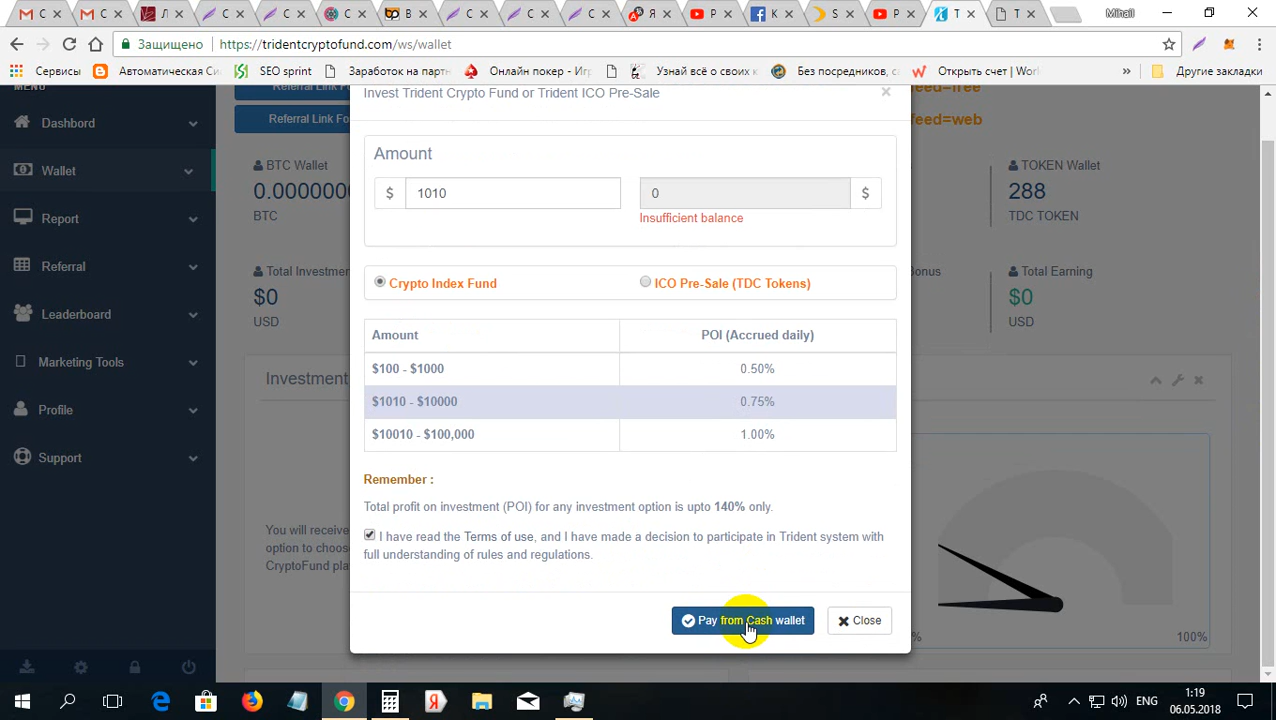 Mihail
Защищено
https://tridentcryptofund.com/ws/wallet
Сервисы
Автоматическая Си
SEO sprint
Заработок на партн
Онлайн покер - Иг
Узнай всё о своих к
Без посредников, с
Открыть счет | Wor
»
Другие закладки
MENU
Dashbord
Wallet
Report
Referral
Leaderboard
Marketing Tools
Profile
Support
Referral Link Fo
feed=free
feed=web
BTC Wallet
0.0000000
BTC
TOKEN Wallet
288
TDC TOKEN
Total Investme
$0
USD
Bonus
Total Earning
$0
USD
Investment
You will receive
option to choos
CryptoFund pla
%
100%
Invest Trident Crypto Fund or Trident ICO Pre-Sale
×
Amount
$ 1010
0 $
Insufficient balance
Crypto Index Fund
ICO Pre-Sale (TDC Tokens)
Amount POI (Accrued daily)
$100 - $1000 0.50%
$1010 - $10000 0.75%
$10010 - $100,000 1.00%
Remember :
Total profit on investment (POI) for any investment option is upto 140% only.
I have read the Terms of use, and I have made a decision to participate in Trident system with
full understanding of rules and regulations.
Pay from Cash wallet
Close
ENG
1:19
06.05.2018